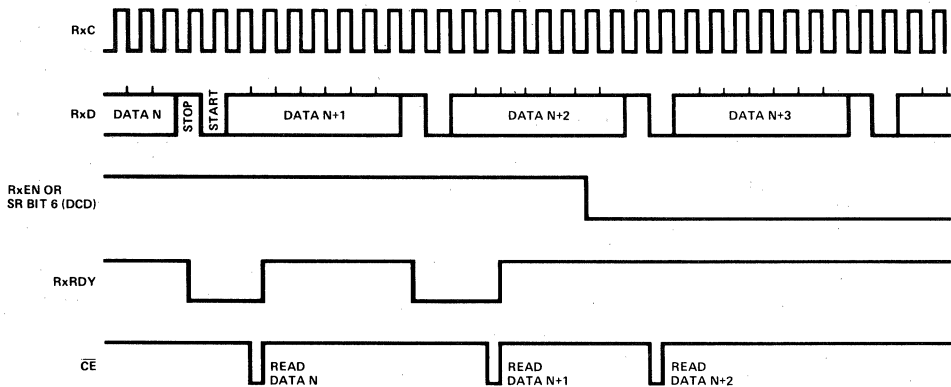 RxC
RxD
DATA N
STOP
START
DATA N+1
DATA N+2
DATA N+3
RxEN OR
SR BIT 6 (DCD)
RxRDY
CE
READ
DATA N
READ
DATA N+1
READ
DATA N+2